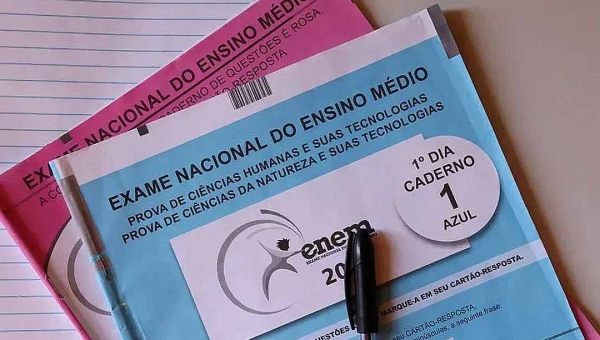 EXAME NACIONAL DO ENSINO MÉDIO
CADERNO DE QUESTÕES É ROSA.
RESPOSTA
EXAME NACIONAL DO ENSINO MÉDIO
PROVA DE CIÊNCIAS HUMANAS E SUAS TECNOLOGIAS
PROVA DE CIÊNCIAS DA NATUREZA E SUAS TECNOLOGIAS
1º DIA
CADERNO
1
AZUL
enem
20
MARQUE-A EM SEU CARTÃO-RESPOSTA.
seu CARTÃO-RESPOSTA,
a seguinte frase: